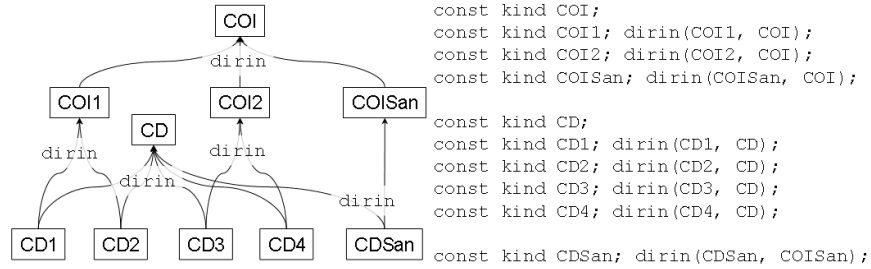 COI
dirin
COI1
COI2
COISan
CD
dirin
dirin
dirin
dirin
CD1
CD2
CD3
CD4
CDSan
const kind COI;
const kind COI1; dirin(COI1, COI);
const kind COI2; dirin(COI2, COI);
const kind COISan; dirin(COISan, COI);
const kind CD;
const kind CD1; dirin(CD1, CD);
const kind CD2; dirin(CD2, CD);
const kind CD3; dirin(CD3, CD);
const kind CD4; dirin(CD4, CD);
const kind CDSan; dirin(CDSan, COISan);